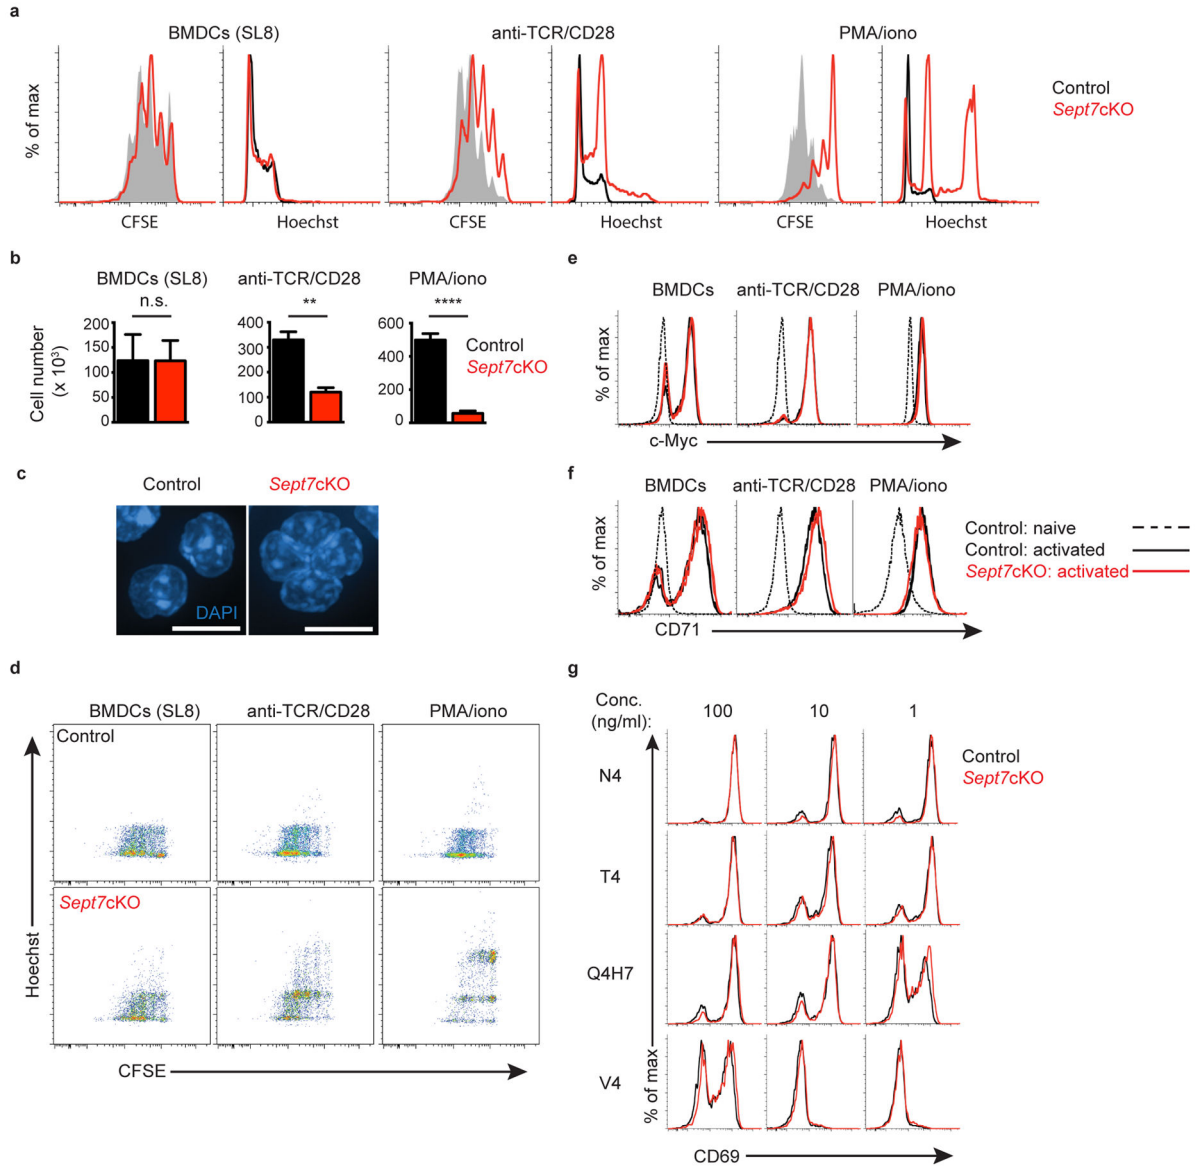 a
BMDCs (SL8)
anti-TCR/CD28
PMA/iono
% of max
CFSE
Hoechst
CFSE
Hoechst
CFSE
Hoechst
Control
Sept7cKO
b
BMDCs (SL8)
anti-TCR/CD28
PMA/iono
n.s.
**
****
Cell number
(x 10³)
200
150
100
50
0
400
300
200
100
0
600
400
200
0
Control
Sept7cKO
c
Control
Sept7cKO
DAPI
d
BMDCs (SL8)
anti-TCR/CD28
PMA/iono
Control
Sept7cKO
Hoechst
CFSE
e
BMDCs
anti-TCR/CD28
PMA/iono
% of max
c-Myc
f
BMDCs
anti-TCR/CD28
PMA/iono
% of max
CD71
Control: naive
Control: activated
Sept7cKO: activated
g
Conc.
(ng/ml):
100
10
1
N4
T4
Q4H7
V4
Control
Sept7cKO
% of max
CD69